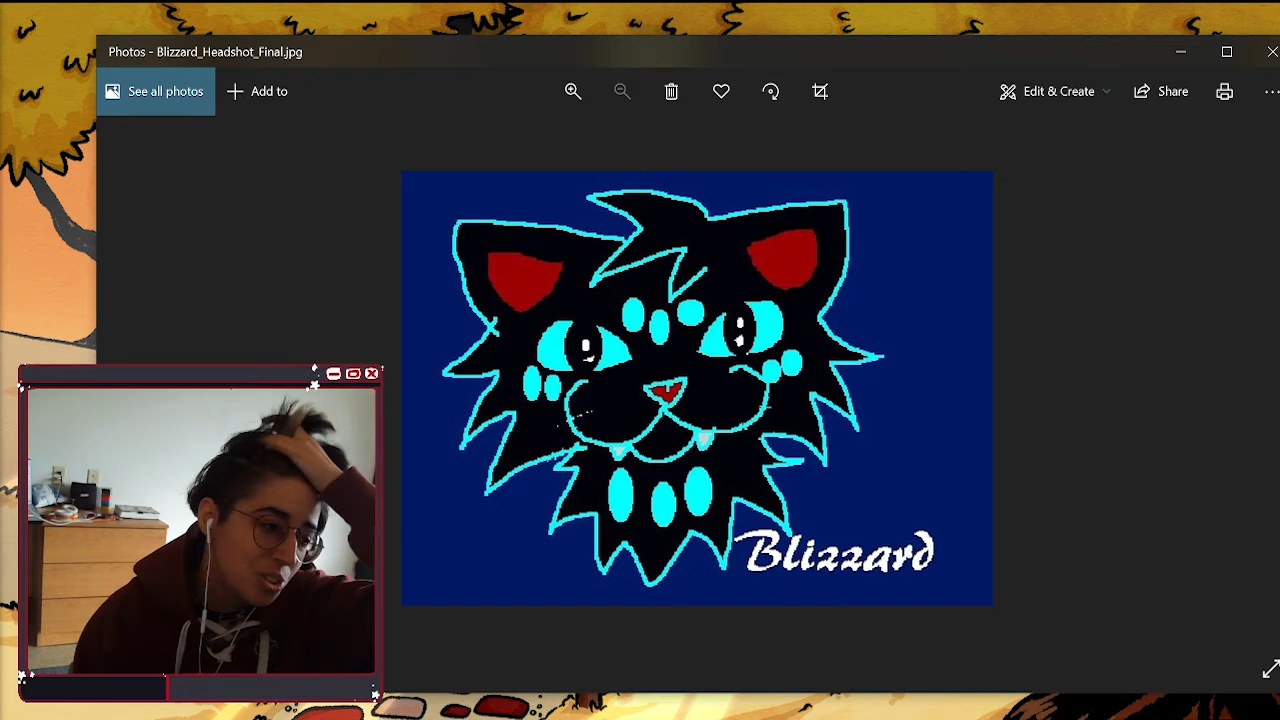 Photos - Blizzard_Headshot_Final.jpg
See all photos
Add to
Edit & Create
Share
Blizzard